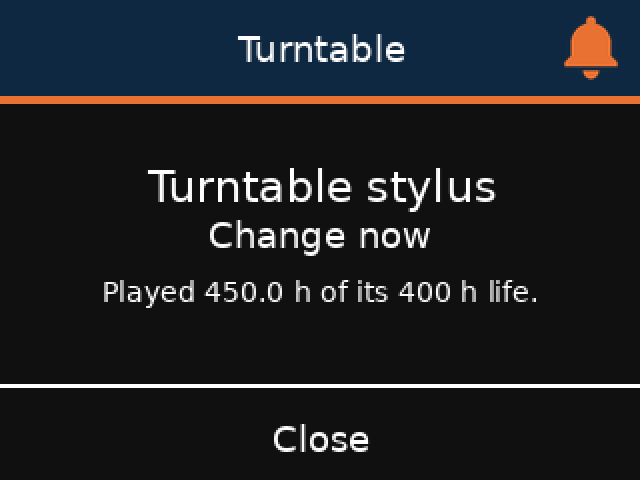 Turntable
Turntable stylus
Change now
Played 450.0 h of its 400 h life.
Close